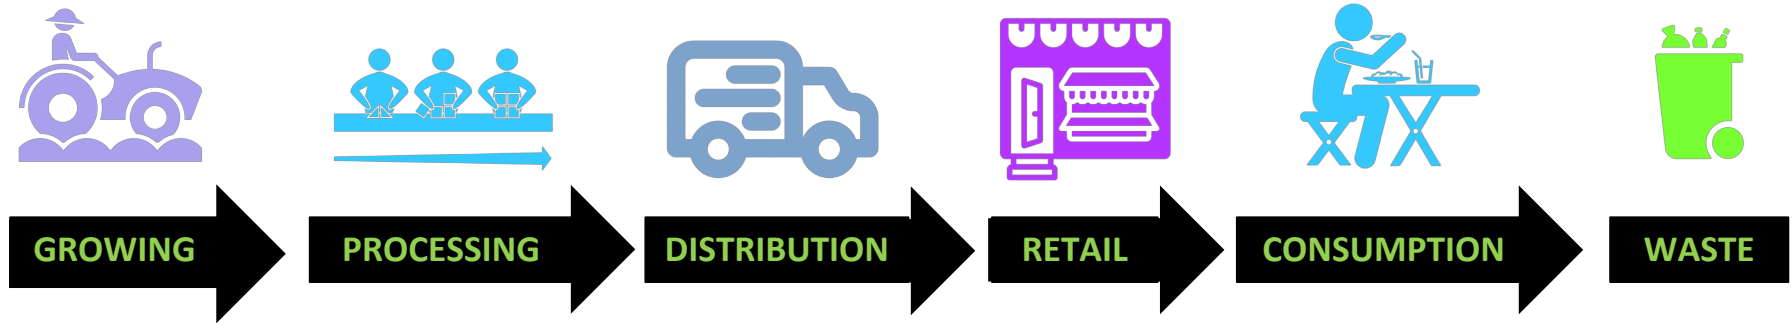 GROWING
PROCESSING
DISTRIBUTION
RETAIL
CONSUMPTION
WASTE